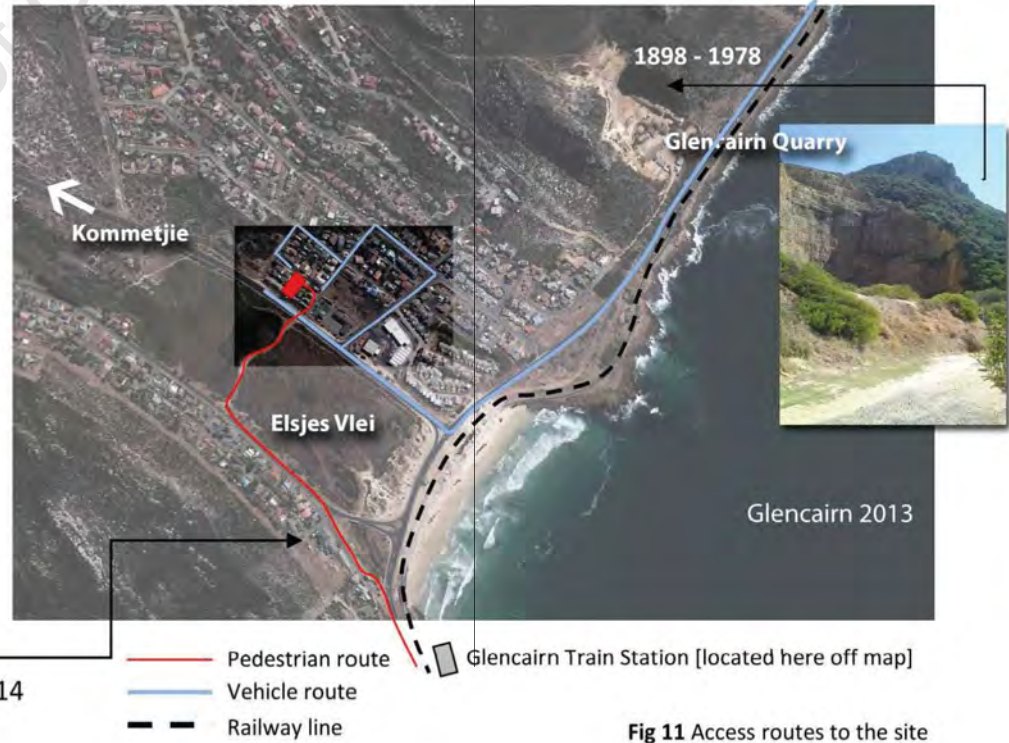 1898 - 1978
Glencairn Quarry
Kommetjie
Elsjes Vlei
Glencairn 2013
Pedestrian route
Glencairn Train Station [located here off map]
14
Vehicle route
Railway line
Fig 11 Access routes to the site